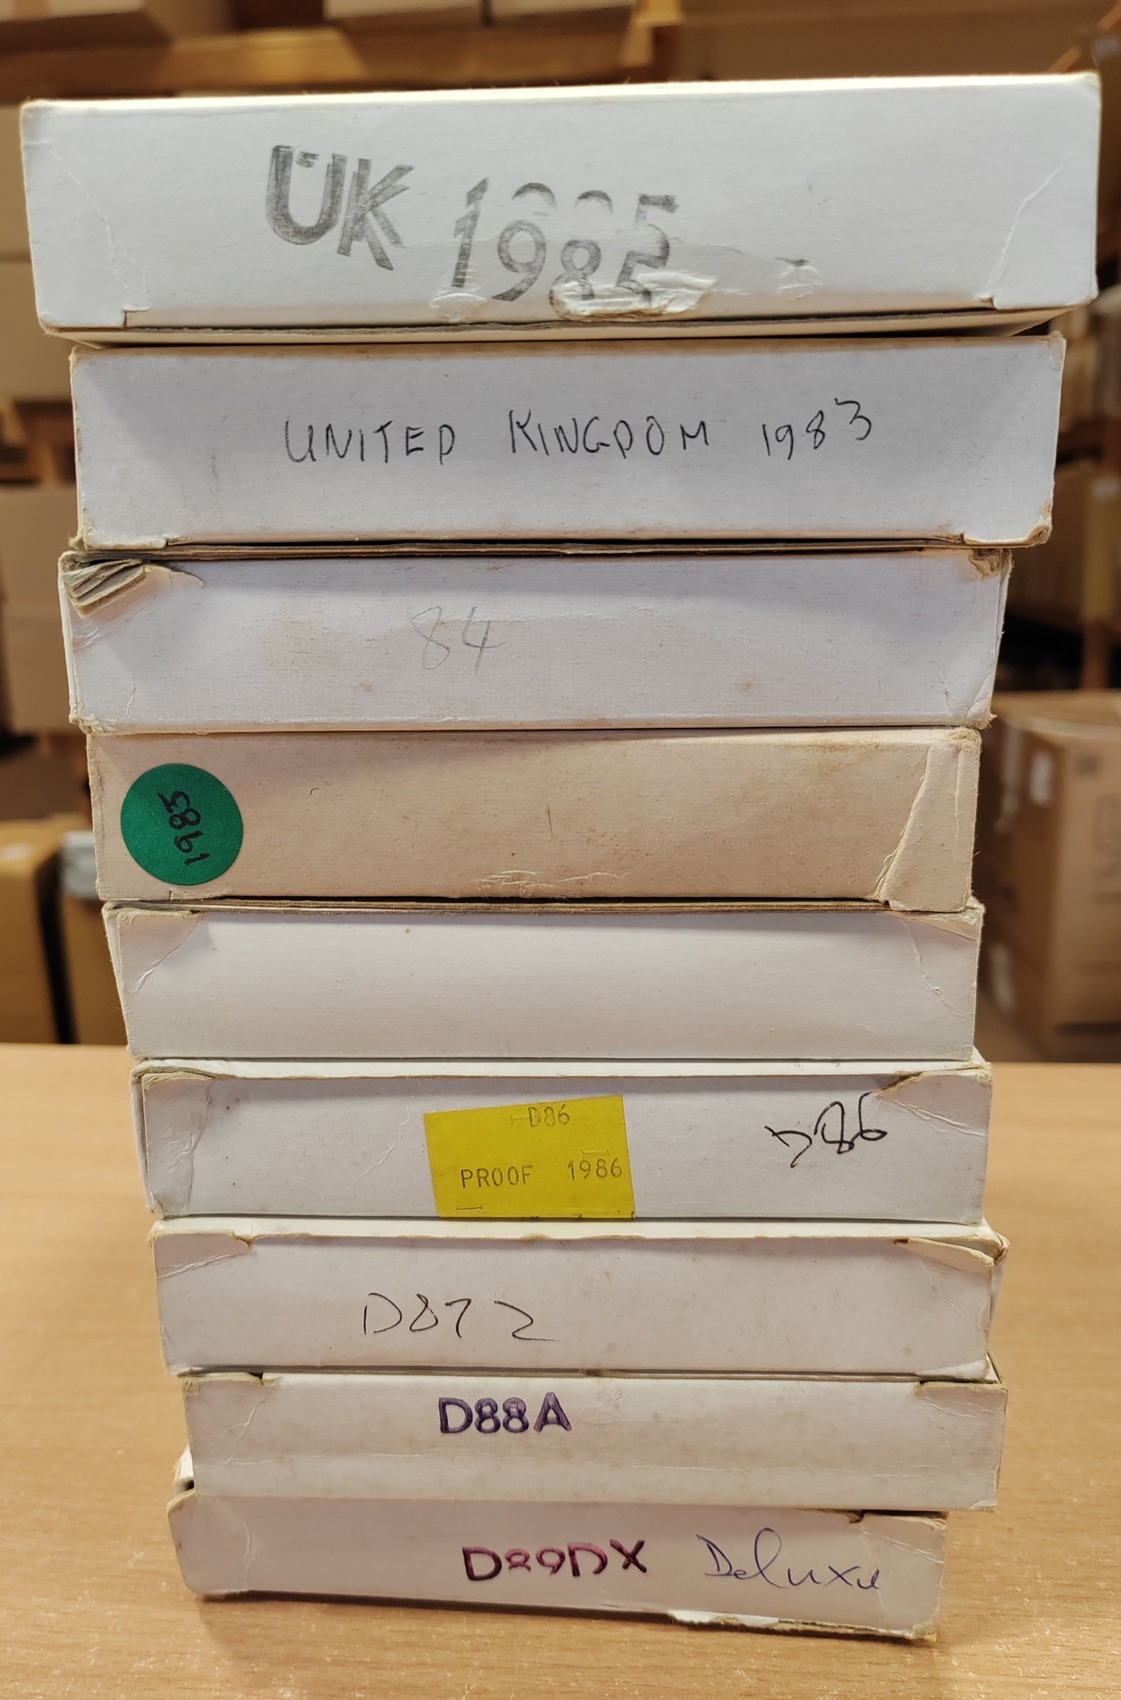 UK 1985
UNITED KINGDOM 1983
84
1985
D86
PROOF 1986
D86
D87 2
D88A
D89DX Deluxe